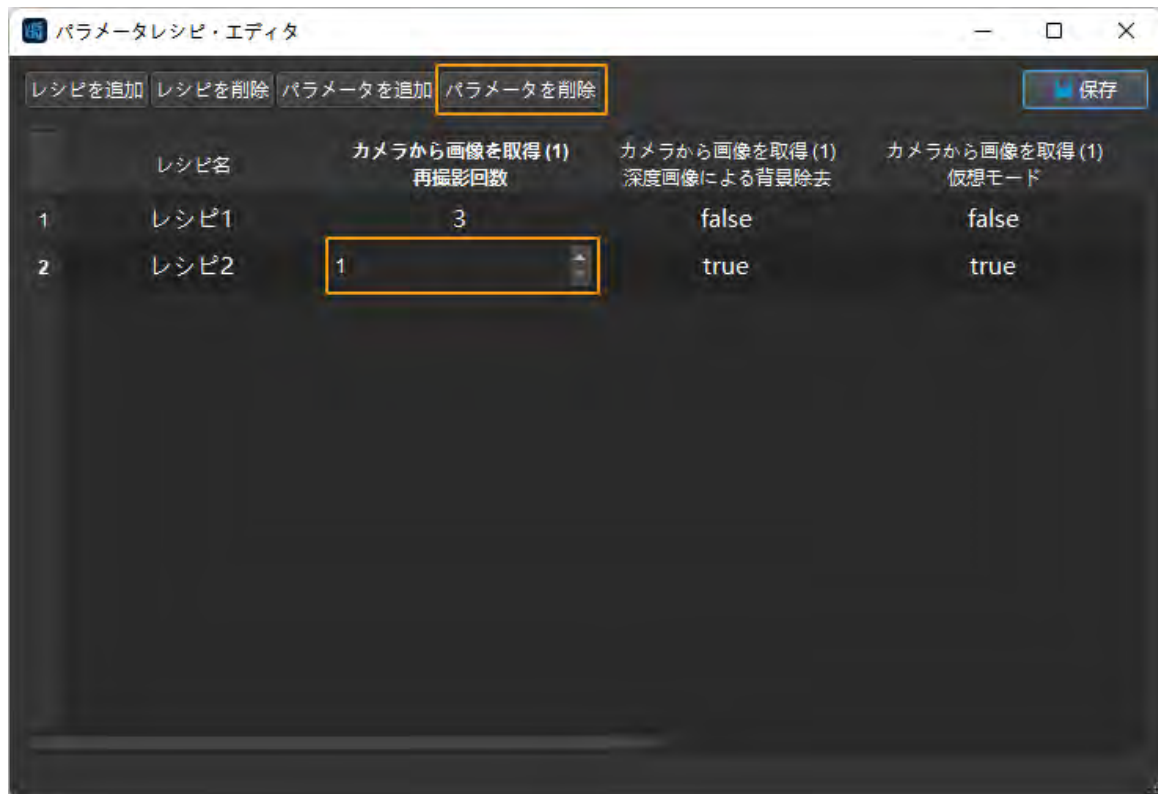 パラメータレシピ・エディタ
レシピを追加 レシピを削除 パラメータを追加 パラメータを削除 保存
レシピ名 カメラから画像を取得 (1) カメラから画像を取得 (1) カメラから画像を取得 (1)
再撮影回数 深度画像による背景除去 仮想モード
1 レシピ1 3 false false
2 レシピ2 1 true true